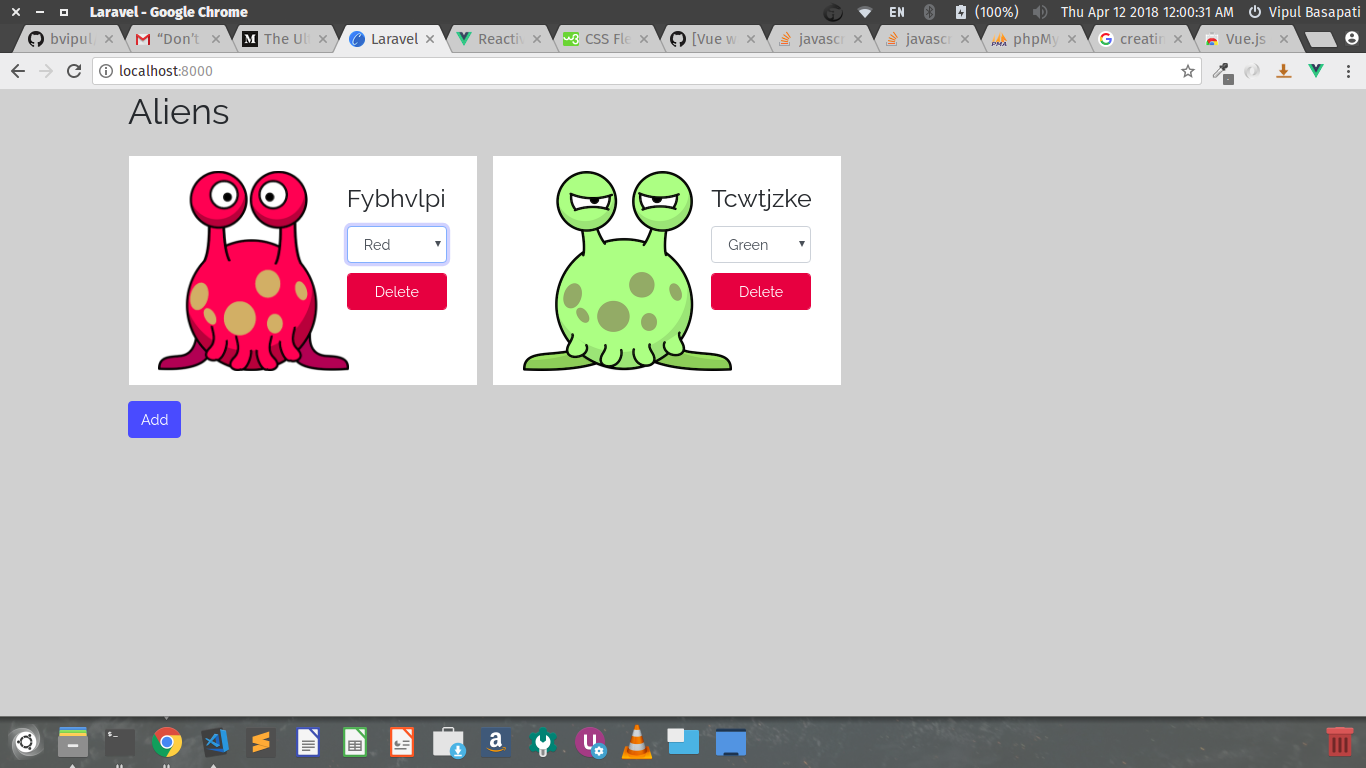 Laravel - Google Chrome
EN
(100%)
Thu Apr 12 2018 12:00:31 AM
Vipul Basapati
bvipul
"Don't
The Ul
Laravel
Reactiv
CSS Fle
[Vue w
javascr
javascr
phpMy
creatin
Vue.js
localhost:8000
Aliens
Fybhvlpi
Red
Delete
Tcwtjzke
Green
Delete
Add